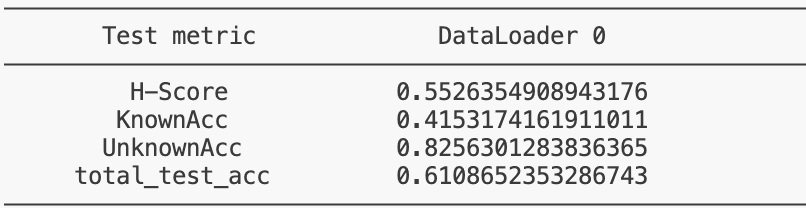 Test metric DataLoader 0
H-Score 0.5526354908943176
KnownAcc 0.4153174161911011
UnknownAcc 0.8256301283836365
total_test_acc 0.6108652353286743